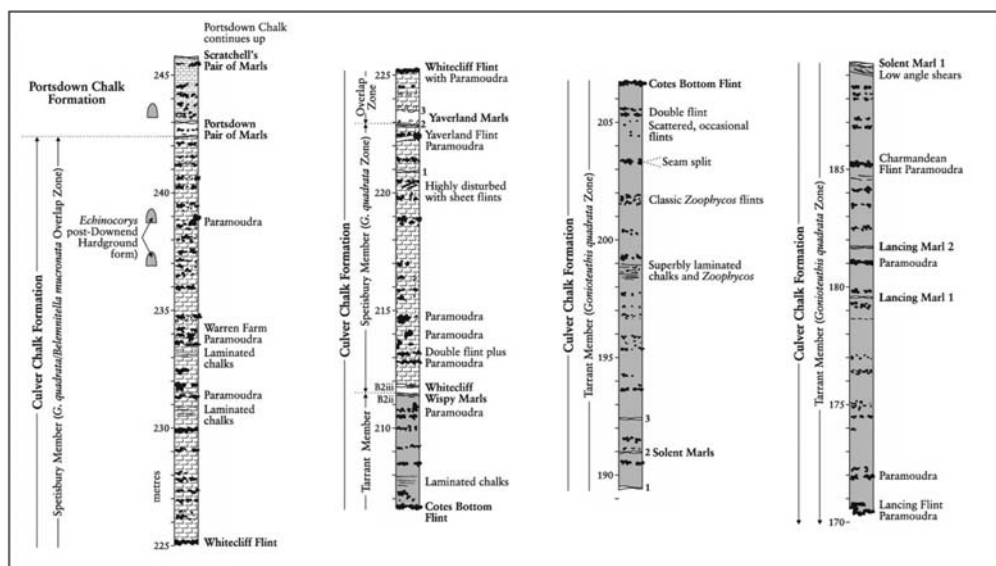 Portsdown Chalk
continues up
Scratchell's
Pair of Marls
245
Portsdown Chalk
Formation
Portsdown
Pair of Marls
240
Echinocorys
post-Downend
Hardground
form)
Paramoudra
Culver Chalk Formation
Spetisbury Member (G. quadrata/Belemnitella mucronata Overlap Zone)
235
Warren Farm
Paramoudra
Laminated
chalks
Paramoudra
Laminated
chalks
230
metres
225
Whitecliff Flint
225
Whitecliff Flint
with Paramoudra
Overlap
Zone
3
Yaverland Marls
2
Yaverland Flint
Paramoudra
1
220
Highly disturbed
with sheet flints
Culver Chalk Formation
Spetisbury Member (G. quadrata Zone)
215
Paramoudra
Paramoudra
Double flint plus
Paramoudra
B2iii
B2ii
Whitecliff
Wispy Marls
Paramoudra
210
Tarrant Member
Laminated chalks
Cotes Bottom
Flint
Cotes Bottom Flint
205
Double flint
Scattered, occasional
flints
Seam split
Classic Zoophycos flints
200
Superbly laminated
chalks and Zoophycos
Culver Chalk Formation
Tarrant Member (Gonioteuthis quadrata Zone)
195
3
2 Solent Marls
190
1
Solent Marl 1
Low angle shears
185
Charmandean
Flint Paramoudra
Lancing Marl 2
Paramoudra
180
Lancing Marl 1
Culver Chalk Formation
Tarrant Member (Gonioteuthis quadrata Zone)
175
Paramoudra
Lancing Flint
Paramoudra
170